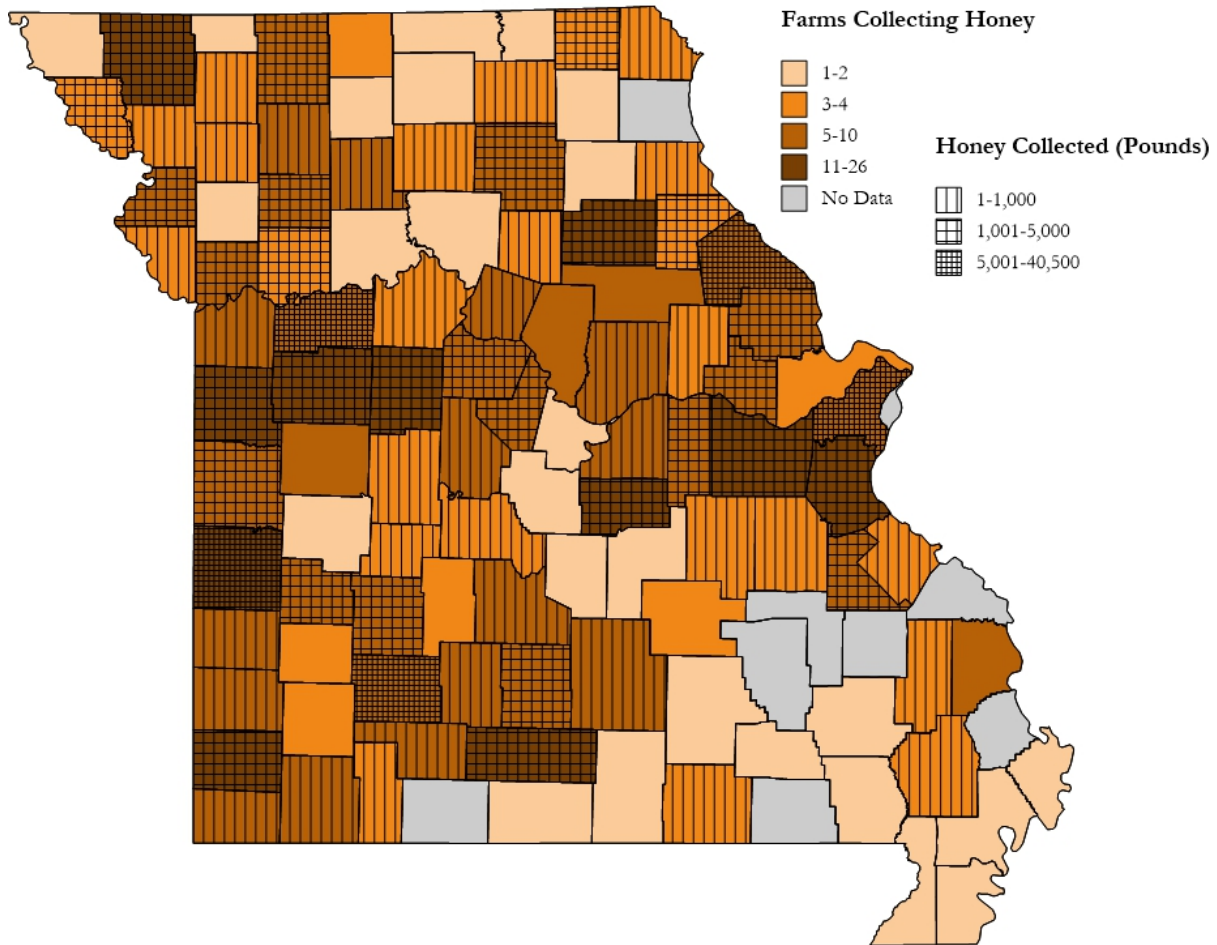 Farms Collecting Honey
1-2
3-4
5-10
11-26
No Data
Honey Collected (Pounds)
1-1,000
1,001-5,000
5,001-40,500